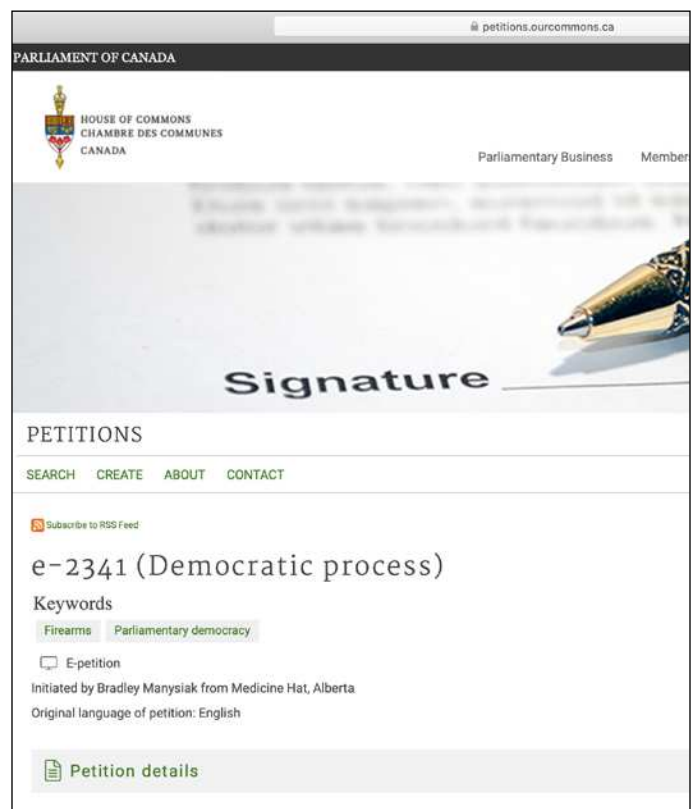 petitions.ourcommons.ca
PARLIAMENT OF CANADA
HOUSE OF COMMONS
CHAMBRE DES COMMUNES
CANADA
Parliamentary Business Member
Signature
PETITIONS
SEARCH CREATE ABOUT CONTACT
Subscribe to RSS Feed
e-2341 (Democratic process)
Keywords
Firearms Parliamentary democracy
E-petition
Initiated by Bradley Manysiak from Medicine Hat, Alberta
Original language of petition: English
Petition details